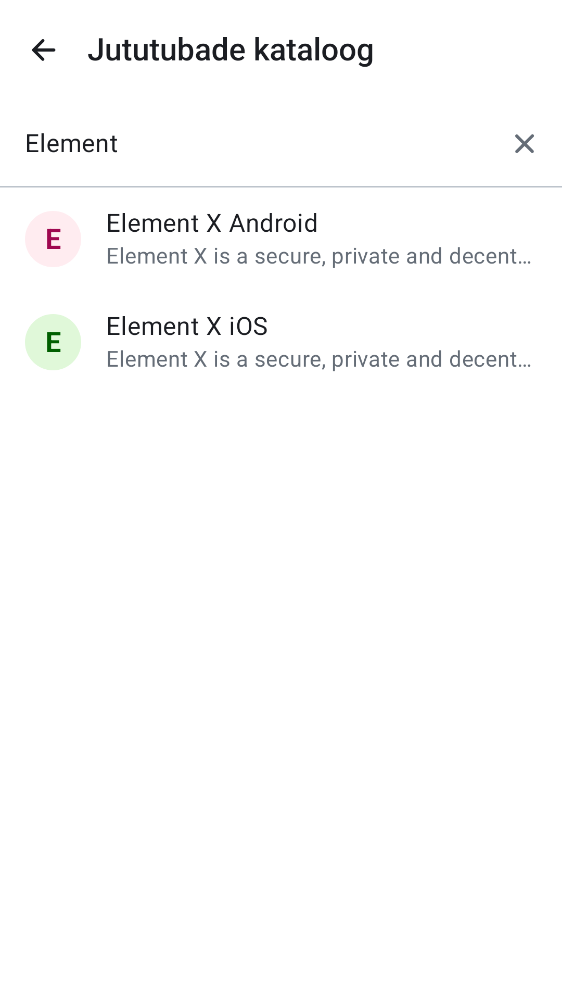 Jututubade kataloog
Element
E
Element X Android
Element X is a secure, private and decent…
E
Element X iOS
Element X is a secure, private and decent…